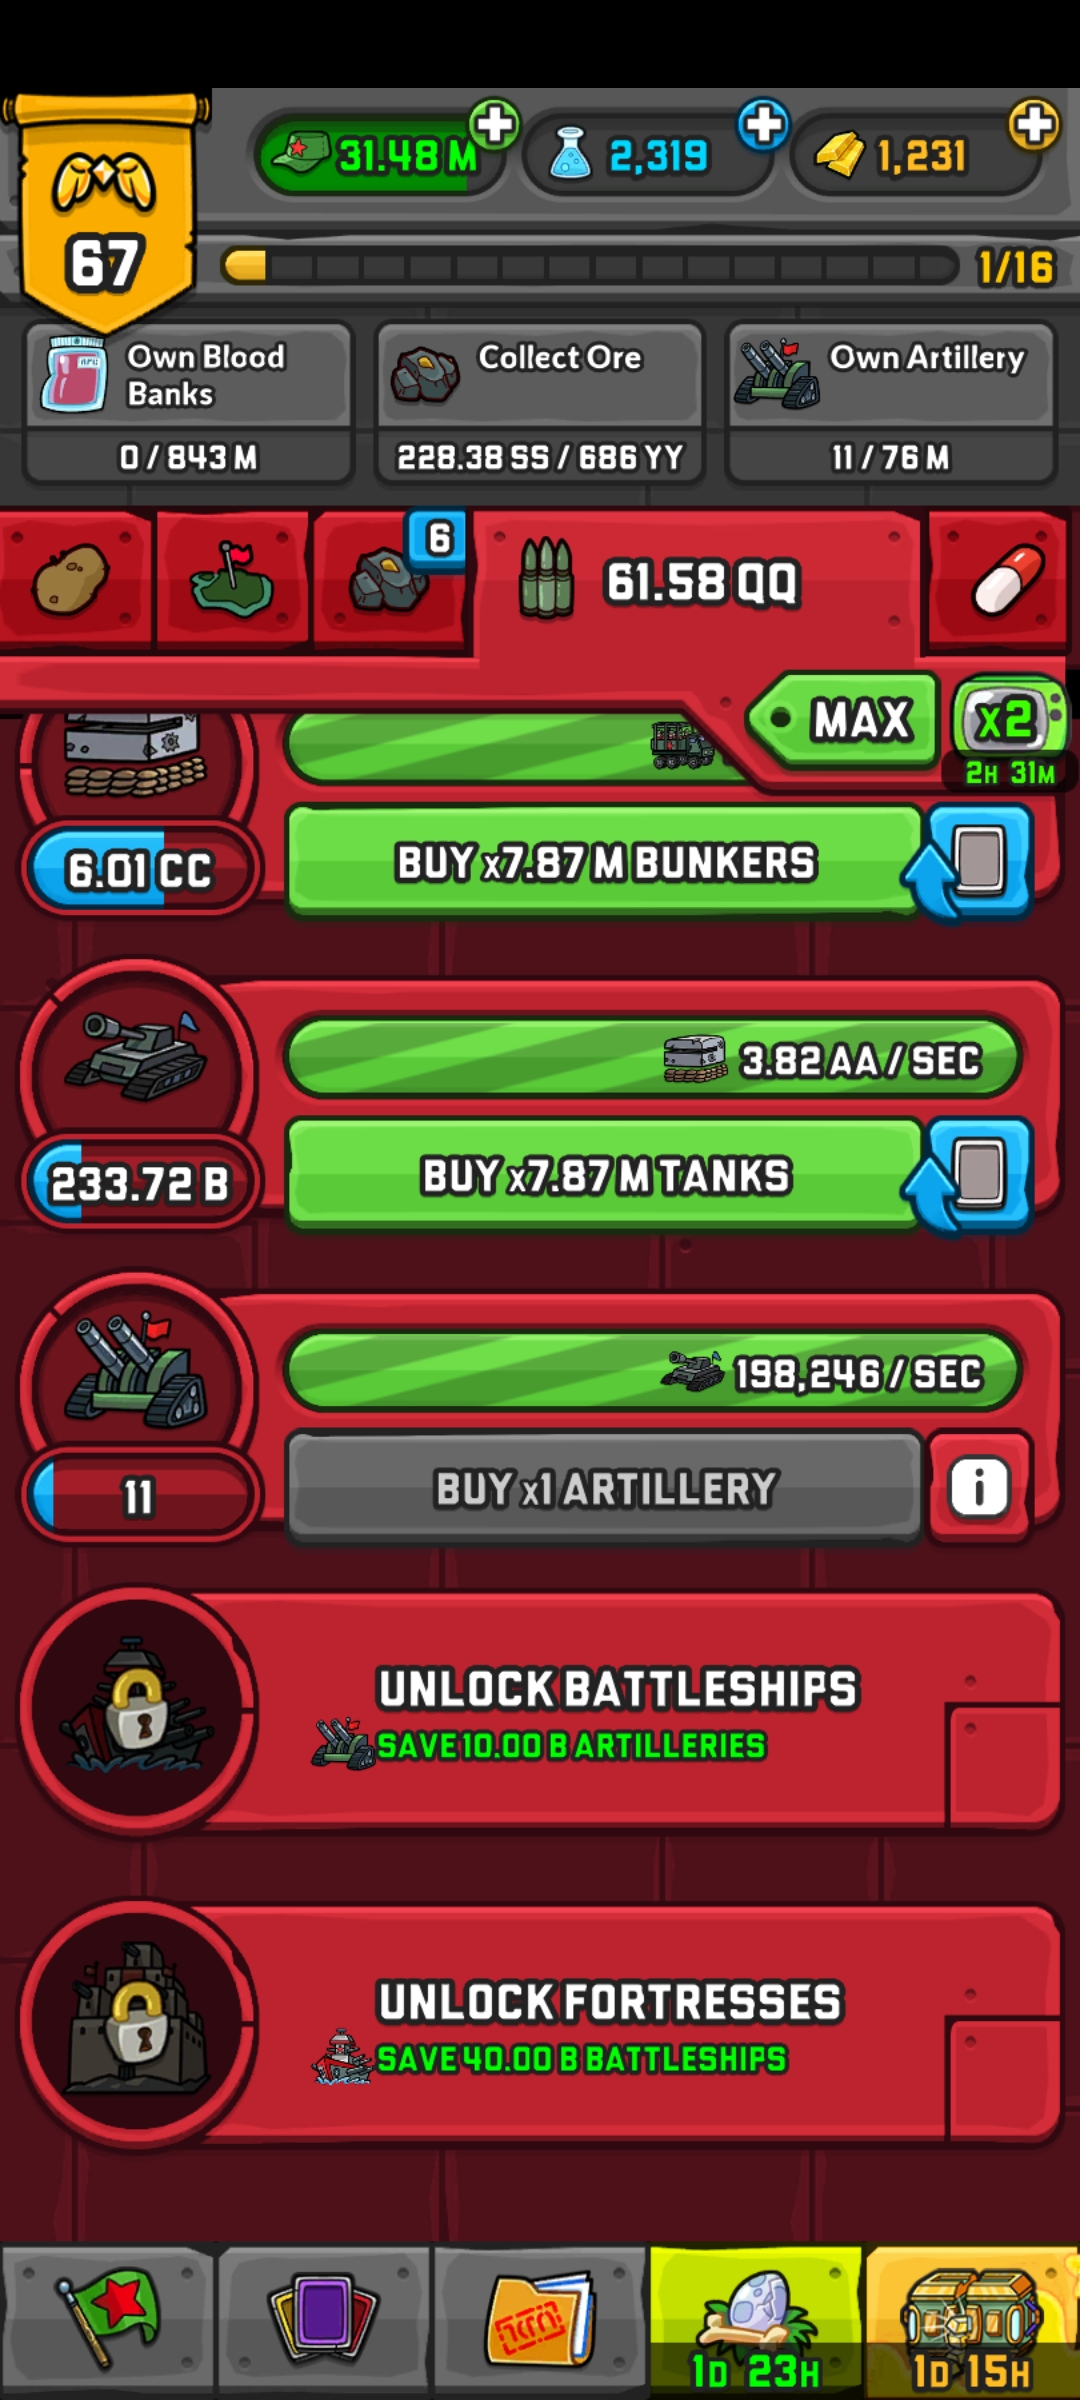 31.48 M
2,319
1,231
67
1/16
Own Blood
Banks
0 / 843 M
Collect Ore
228.38 SS / 686 YY
Own Artillery
11 / 76 M
6
61.58 QQ
MAX
x2
2H 31M
6.01 CC
BUY x7.87 M BUNKERS
3.82 AA / SEC
233.72 B
BUY x7.87 M TANKS
198,246 / SEC
11
BUY x1 ARTILLERY
i
UNLOCK BATTLESHIPS
SAVE 10.00 B ARTILLERIES
UNLOCK FORTRESSES
SAVE 40.00 B BATTLESHIPS
1D 23H
1D 15H